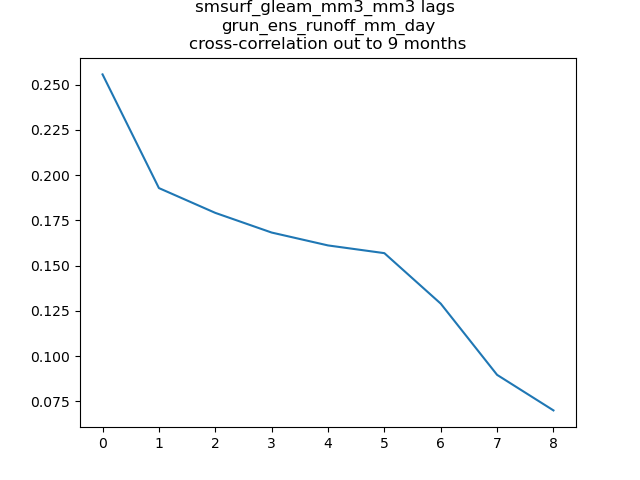 smsurf_gleam_mm3_mm3 lags
grun_ens_runoff_mm_day
cross-correlation out to 9 months
0.250
0.225
0.200
0.175
0.150
0.125
0.100
0.075
0 1 2 3 4 5 6 7 8